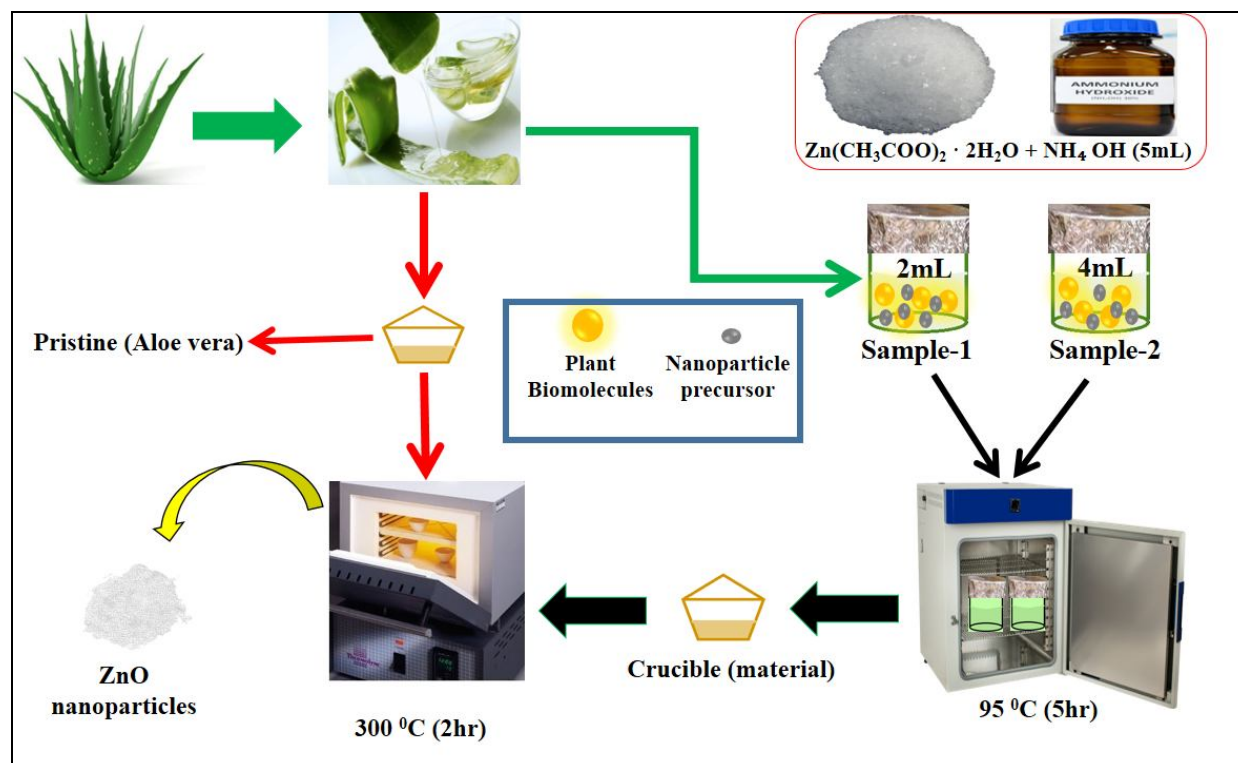 AMMONIUM
HYDROXIDE
Zn(CH₃COO)₂ · 2H₂O + NH₄ OH (5mL)
2mL
4mL
Sample-1
Sample-2
Pristine (Aloe vera)
Plant
Biomolecules
Nanoparticle
precursor
ZnO
nanoparticles
Crucible (material)
300 ⁰C (2hr)
95 ⁰C (5hr)